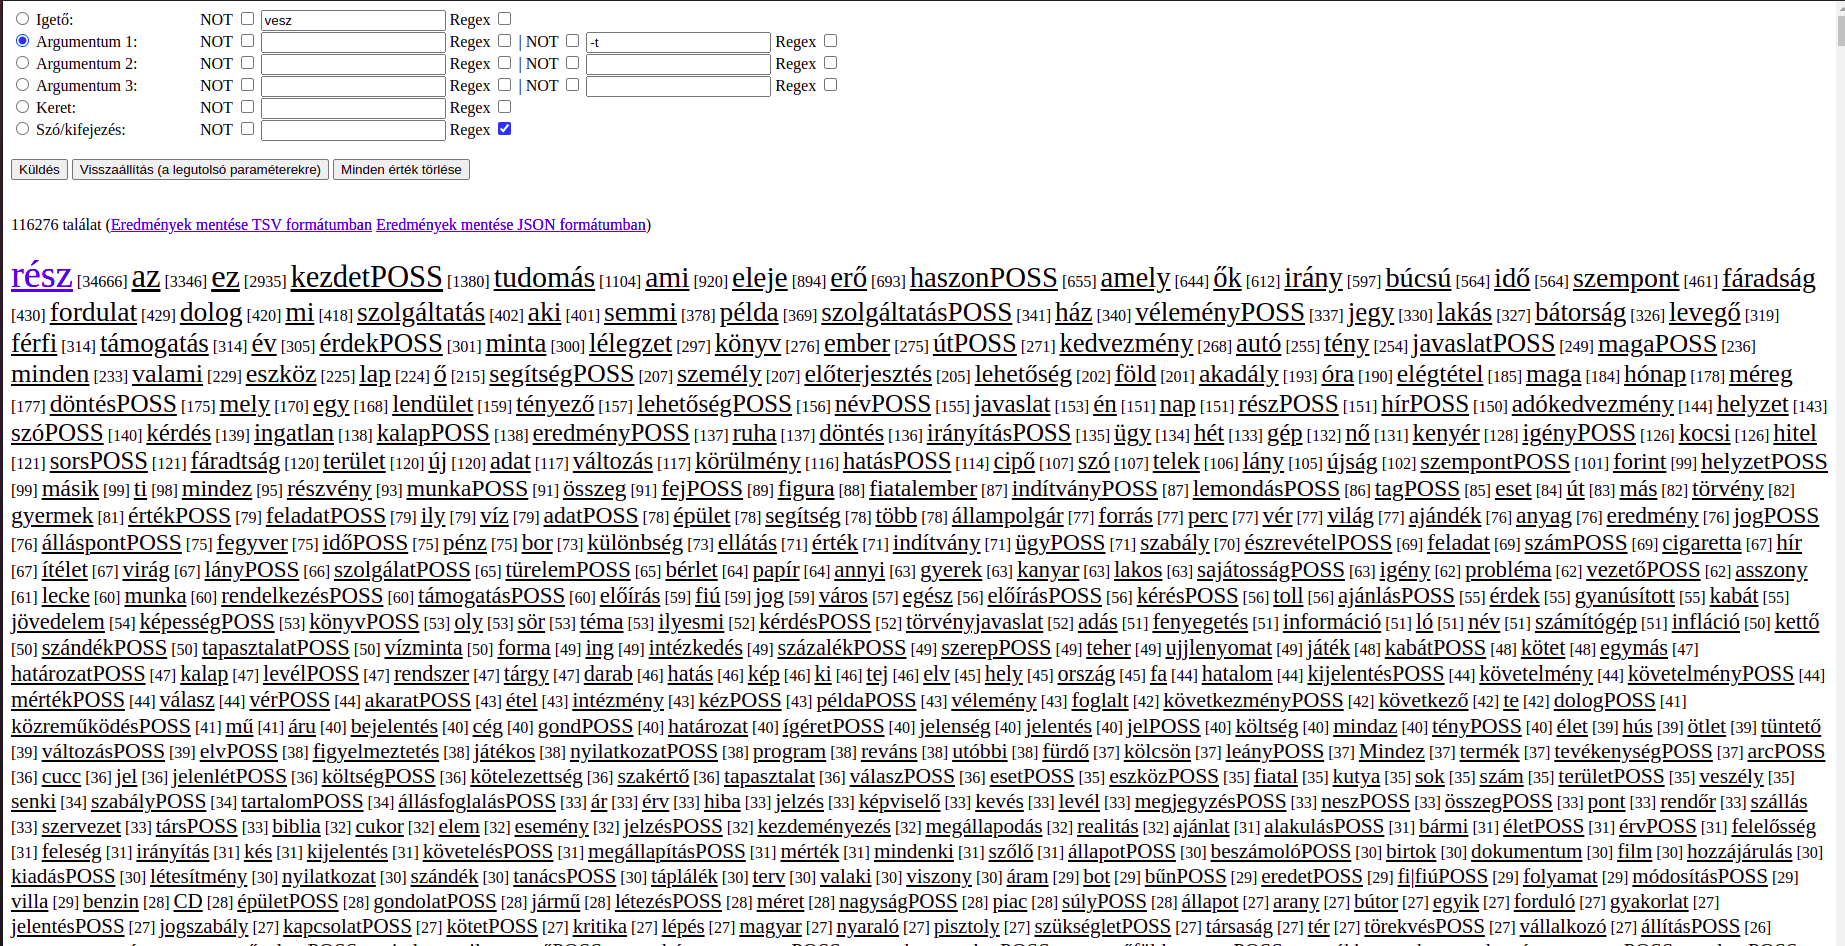 Igető: NOT vesz Regex
Argumentum 1: NOT Regex | NOT -t Regex
Argumentum 2: NOT Regex | NOT Regex
Argumentum 3: NOT Regex | NOT Regex
Keret: NOT Regex
Szó/kifejezés: NOT Regex
Küldés Visszaállítás (a legutolsó paraméterekre) Minden érték törlése
116276 találat (Eredmények mentése TSV formátumban Eredmények mentése JSON formátumban)
rész [34666] az [3346] ez [2935] kezdetPOSS [1380] tudomás [1104] ami [920] eleje [894] erő [693] haszonPOSS [655] amely [644] ők [612] irány [597] búcsú [564] idő [564] szempont [461] fáradság
[430] fordulat [429] dolog [420] mi [418] szolgáltatás [402] aki [401] semmi [378] példa [369] szolgáltatásPOSS [341] ház [340] véleményPOSS [337] jegy [330] lakás [327] bátorság [326] levegő [319]
férfi [314] támogatás [314] év [305] érdekPOSS [301] minta [300] lélegzet [297] könyv [276] ember [275] útPOSS [271] kedvezmény [268] autó [255] tény [254] javaslatPOSS [249] magaPOSS [236]
minden [233] valami [229] eszköz [225] lap [224] ő [215] segítségPOSS [207] személy [207] előterjesztés [205] lehetőség [202] föld [201] akadály [193] óra [190] elégtétel [185] maga [184] hónap [178] méreg
[177] döntésPOSS [175] mely [170] egy [168] lendület [159] tényező [157] lehetőségPOSS [156] névPOSS [155] javaslat [153] én [151] nap [151] részPOSS [151] hírPOSS [150] adókedvezmény [144] helyzet [143]
szóPOSS [140] kérdés [139] ingatlan [138] kalapPOSS [138] eredményPOSS [137] ruha [137] döntés [136] irányításPOSS [135] ügy [134] hét [133] gép [132] nő [131] kenyér [128] igényPOSS [126] kocsi [126] hitel
[121] sorsPOSS [121] fáradtság [120] terület [120] új [120] adat [117] változás [117] körülmény [116] hatásPOSS [114] cipő [107] szó [107] telek [106] lány [105] újság [102] szempontPOSS [101] forint [99] helyzetPOSS
[99] másik [99] ti [98] mindez [95] részvény [93] munkaPOSS [91] összeg [91] fejPOSS [89] figura [88] fiatalember [87] indítványPOSS [87] lemondásPOSS [86] tagPOSS [85] eset [84] út [83] más [82] törvény [82]
gyermek [81] értékPOSS [79] feladatPOSS [79] ily [79] víz [79] adatPOSS [78] épület [78] segítség [78] több [78] állampolgár [77] forrás [77] perc [77] vér [77] világ [77] ajándék [76] anyag [76] eredmény [76] jogPOSS
[76] álláspontPOSS [75] fegyver [75] időPOSS [75] pénz [75] bor [73] különbség [73] ellátás [71] érték [71] indítvány [71] ügyPOSS [71] szabály [70] észrevételPOSS [69] feladat [69] számPOSS [69] cigaretta [67] hír
[67] ítélet [67] virág [67] lányPOSS [66] szolgálatPOSS [65] türelemPOSS [65] bérlet [64] papír [64] annyi [63] gyerek [63] kanyar [63] lakos [63] sajátosságPOSS [63] igény [62] probléma [62] vezetőPOSS [62] asszony
[61] lecke [60] munka [60] rendelkezésPOSS [60] támogatásPOSS [60] előírás [59] fiú [59] jog [59] város [57] egész [56] előírásPOSS [56] kérésPOSS [56] toll [56] ajánlásPOSS [55] érdek [55] gyanúsított [55] kabát [55]
jövedelem [54] képességPOSS [53] könyvPOSS [53] oly [53] sör [53] téma [53] ilyesmi [52] kérdésPOSS [52] törvényjavaslat [52] adás [51] fenyegetés [51] információ [51] ló [51] név [51] számítógép [51] infláció [50] kettő
[50] szándékPOSS [50] tapasztalatPOSS [50] vízminta [50] forma [49] ing [49] intézkedés [49] százalékPOSS [49] szerepPOSS [49] teher [49] ujjlenyomat [49] játék [48] kabátPOSS [48] kötet [48] egymás [47]
határozatPOSS [47] kalap [47] levélPOSS [47] rendszer [47] tárgy [47] darab [46] hatás [46] kép [46] ki [46] tej [46] elv [45] hely [45] ország [45] fa [44] hatalom [44] kijelentésPOSS [44] követelmény [44] követelményPOSS [44]
mértékPOSS [44] válasz [44] vérPOSS [44] akaratPOSS [43] étel [43] intézmény [43] kézPOSS [43] példaPOSS [43] vélemény [43] foglalt [42] következményPOSS [42] következő [42] te [42] dologPOSS [41]
közreműködésPOSS [41] mű [41] áru [40] bejelentés [40] cég [40] gondPOSS [40] határozat [40] ígéretPOSS [40] jelenség [40] jelentés [40] jelPOSS [40] költség [40] mindaz [40] tényPOSS [40] élet [39] hús [39] ötlet [39] tüntető
[39] változásPOSS [39] elvPOSS [38] figyelmeztetés [38] játékos [38] nyilatkozatPOSS [38] program [38] reváns [38] utóbbi [38] fürdő [37] kölcsön [37] leányPOSS [37] Mindez [37] termék [37] tevékenységPOSS [37] arcPOSS
[36] cucc [36] jel [36] jelenlétPOSS [36] költségPOSS [36] kötelezettség [36] szakértő [36] tapasztalat [36] válaszPOSS [36] esetPOSS [35] eszközPOSS [35] fiatal [35] kutya [35] sok [35] szám [35] területPOSS [35] veszély [35]
senki [34] szabályPOSS [34] tartalomPOSS [34] állásfoglalásPOSS [33] ár [33] érv [33] hiba [33] jelzés [33] képviselő [33] kevés [33] levél [33] megjegyzésPOSS [33] neszPOSS [33] összegPOSS [33] pont [33] rendőr [33] szállás
[33] szervezet [33] társPOSS [33] biblia [32] cukor [32] elem [32] esemény [32] jelzésPOSS [32] kezdeményezés [32] megállapodás [32] realitás [32] ajánlat [31] alakulásPOSS [31] bármi [31] életPOSS [31] érvPOSS [31] felelősség
[31] feleség [31] irányítás [31] kés [31] kijelentés [31] követelésPOSS [31] megállapításPOSS [31] mérték [31] mindenki [31] szőlő [31] állapotPOSS [30] beszámolóPOSS [30] birtok [30] dokumentum [30] film [30] hozzájárulás [30]
kiadásPOSS [30] létesítmény [30] nyilatkozat [30] szándék [30] tanácsPOSS [30] táplálék [30] terv [30] valaki [30] viszony [30] áram [29] bot [29] bűnPOSS [29] eredetPOSS [29] fi|fiúPOSS [29] folyamat [29] módosításPOSS [29]
villa [29] benzin [28] CD [28] épületPOSS [28] gondolatPOSS [28] jármű [28] létezésPOSS [28] méret [28] nagyságPOSS [28] piac [28] súlyPOSS [28] állapot [27] arany [27] bútor [27] egyik [27] forduló [27] gyakorlat [27]
jelentésPOSS [27] jogszabály [27] kapcsolatPOSS [27] kötetPOSS [27] kritika [27] lépés [27] magyar [27] nyaraló [27] pisztoly [27] szükségletPOSS [27] társaság [27] tér [27] törekvésPOSS [27] vállalkozó [27] állításPOSS [26]